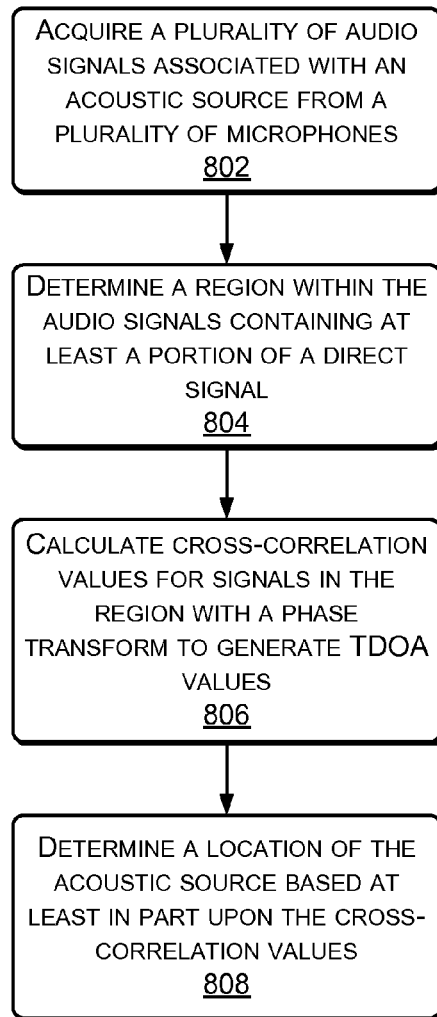 ACQUIRE A PLURALITY OF AUDIO
SIGNALS ASSOCIATED WITH AN
ACOUSTIC SOURCE FROM A
PLURALITY OF MICROPHONES
802
DETERMINE A REGION WITHIN THE
AUDIO SIGNALS CONTAINING AT
LEAST A PORTION OF A DIRECT
SIGNAL
804
CALCULATE CROSS-CORRELATION
VALUES FOR SIGNALS IN THE
REGION WITH A PHASE
TRANSFORM TO GENERATE TDOA
VALUES
806
DETERMINE A LOCATION OF THE
ACOUSTIC SOURCE BASED AT
LEAST IN PART UPON THE CROSS-
CORRELATION VALUES
808